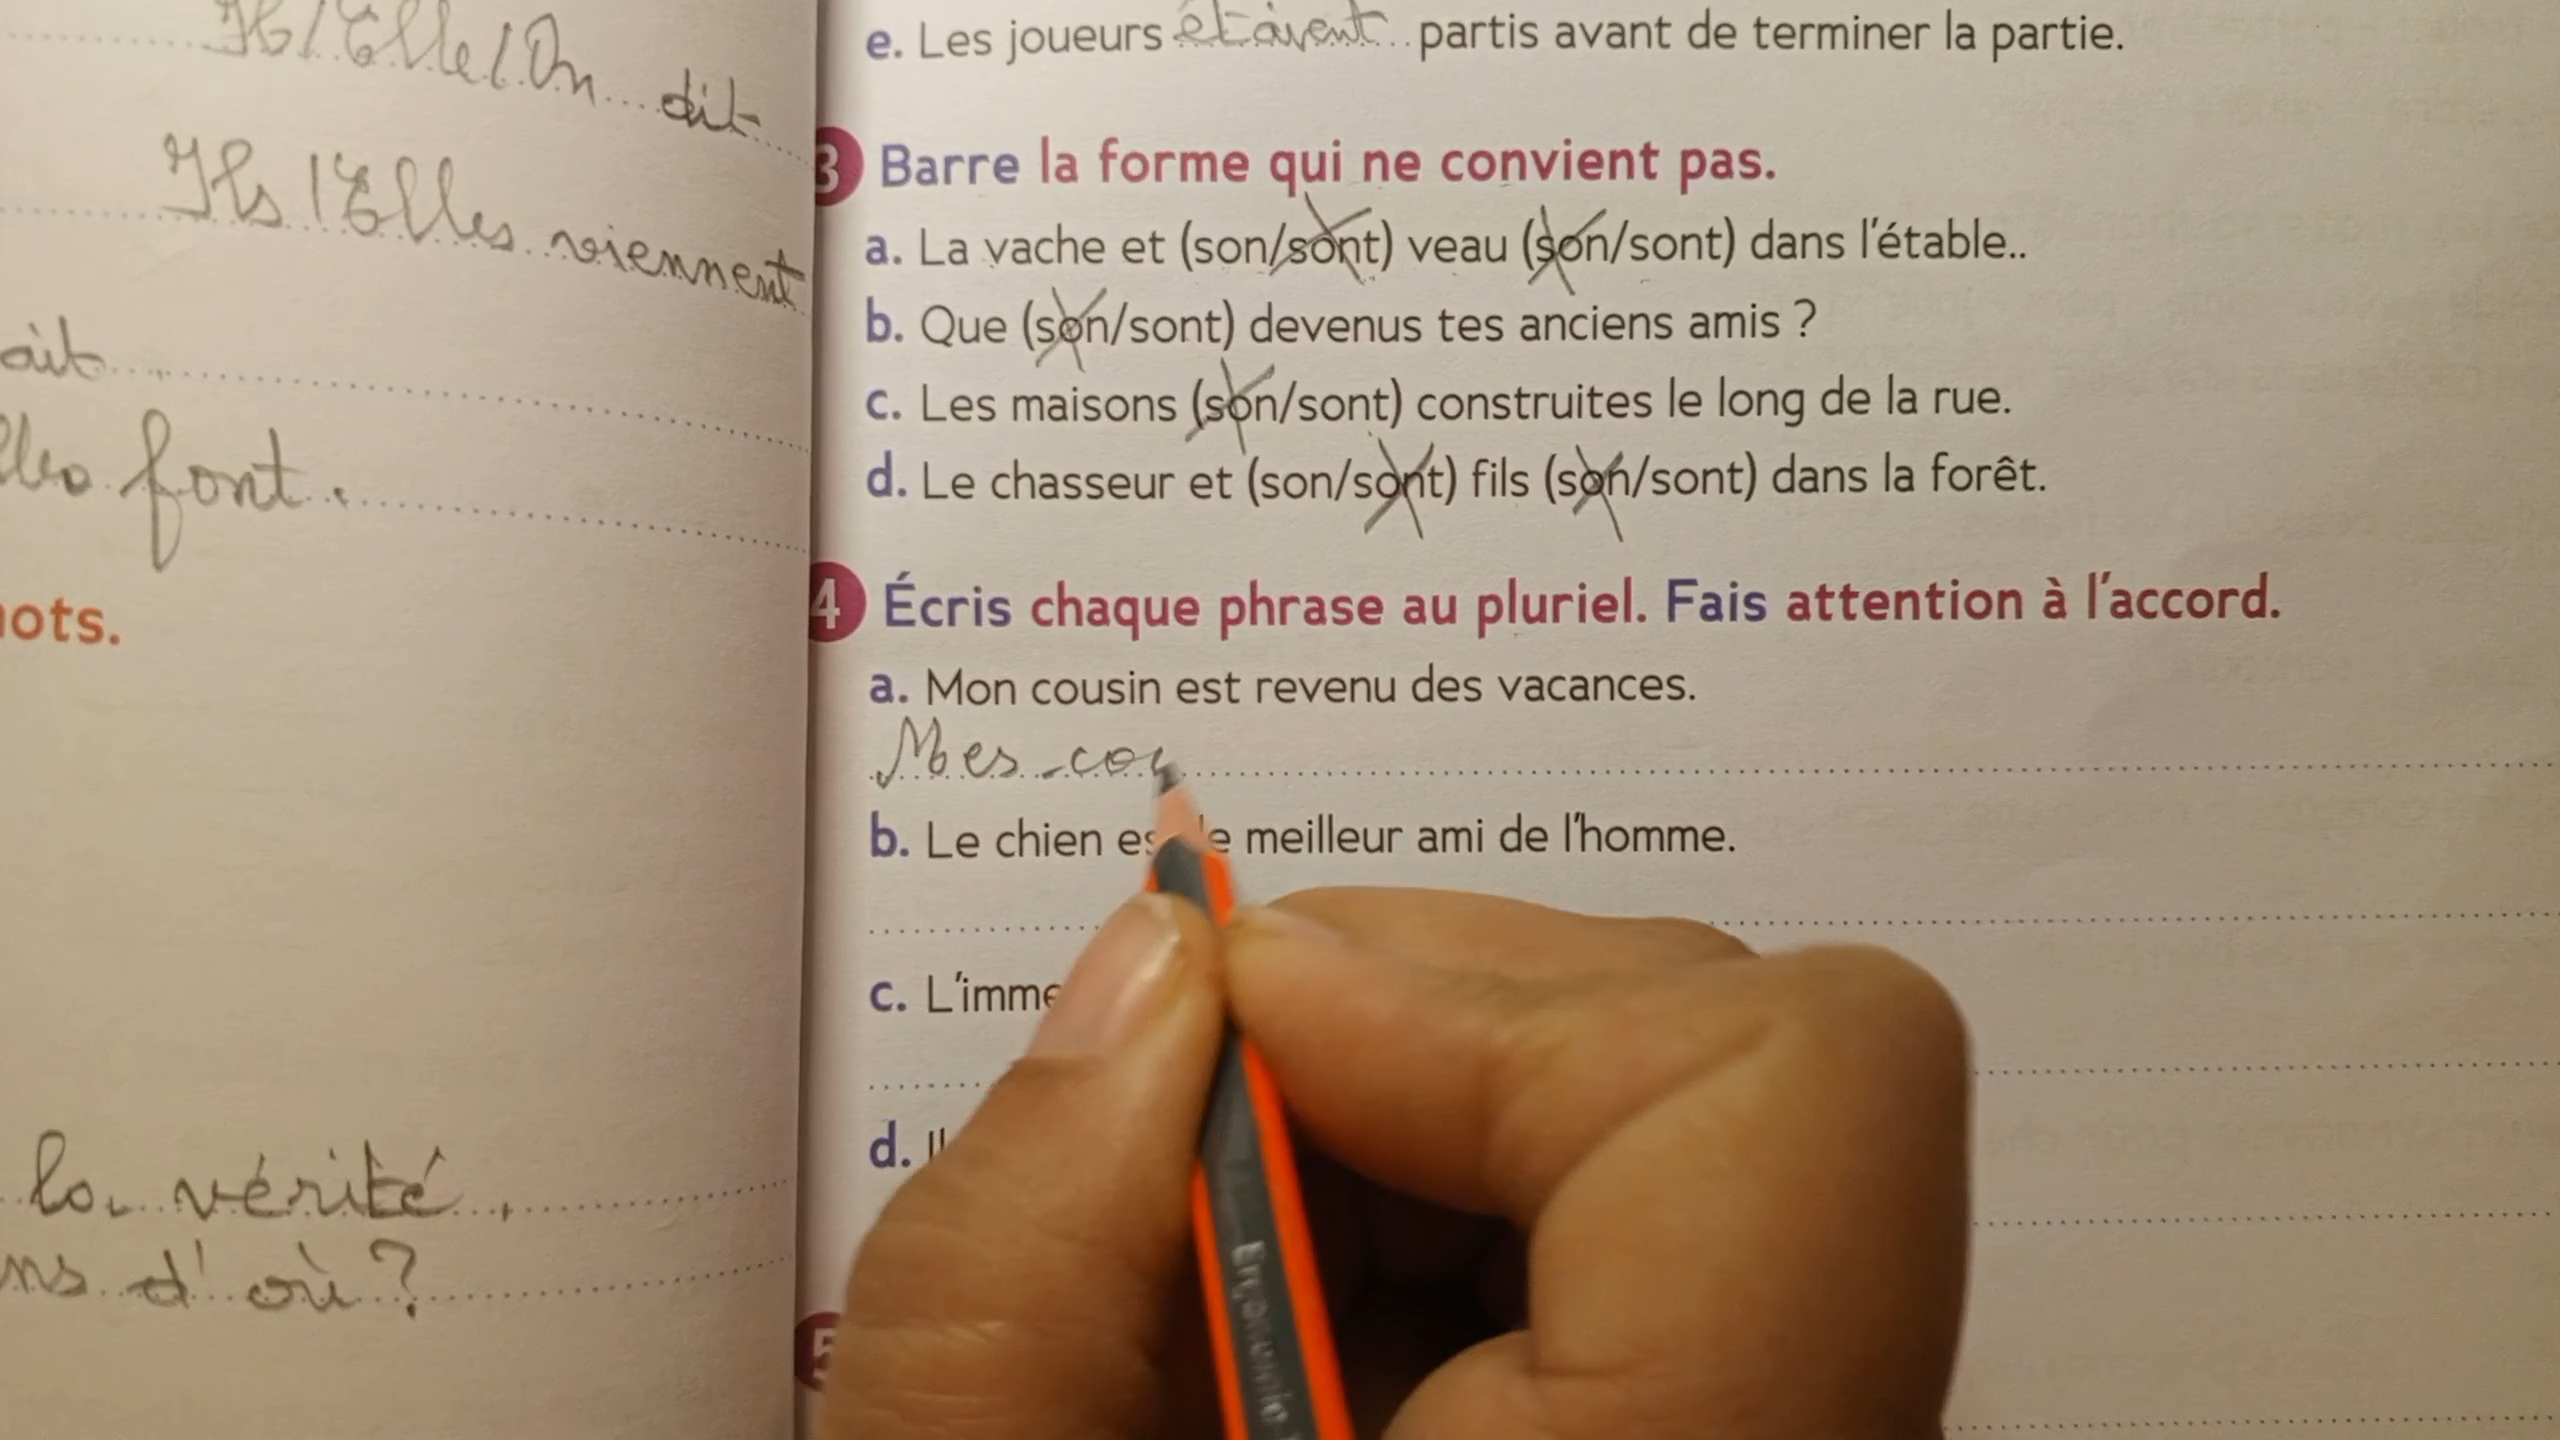 Il/Elle/On dit
Ils/Elles viennent
ait
lles font.
ots.
la vérité.
ns d'où ?
e. Les joueurs étaient partis avant de terminer la partie.
3 Barre la forme qui ne convient pas.
a. La vache et (son/sont) veau (son/sont) dans l'étable..
b. Que (son/sont) devenus tes anciens amis ?
c. Les maisons (son/sont) construites le long de la rue.
d. Le chasseur et (son/sont) fils (son/sont) dans la forêt.
4 Écris chaque phrase au pluriel. Fais attention à l'accord.
a. Mon cousin est revenu des vacances.
Mes cou
b. Le chien es le meilleur ami de l'homme.
c. L'imme
d. Il
5